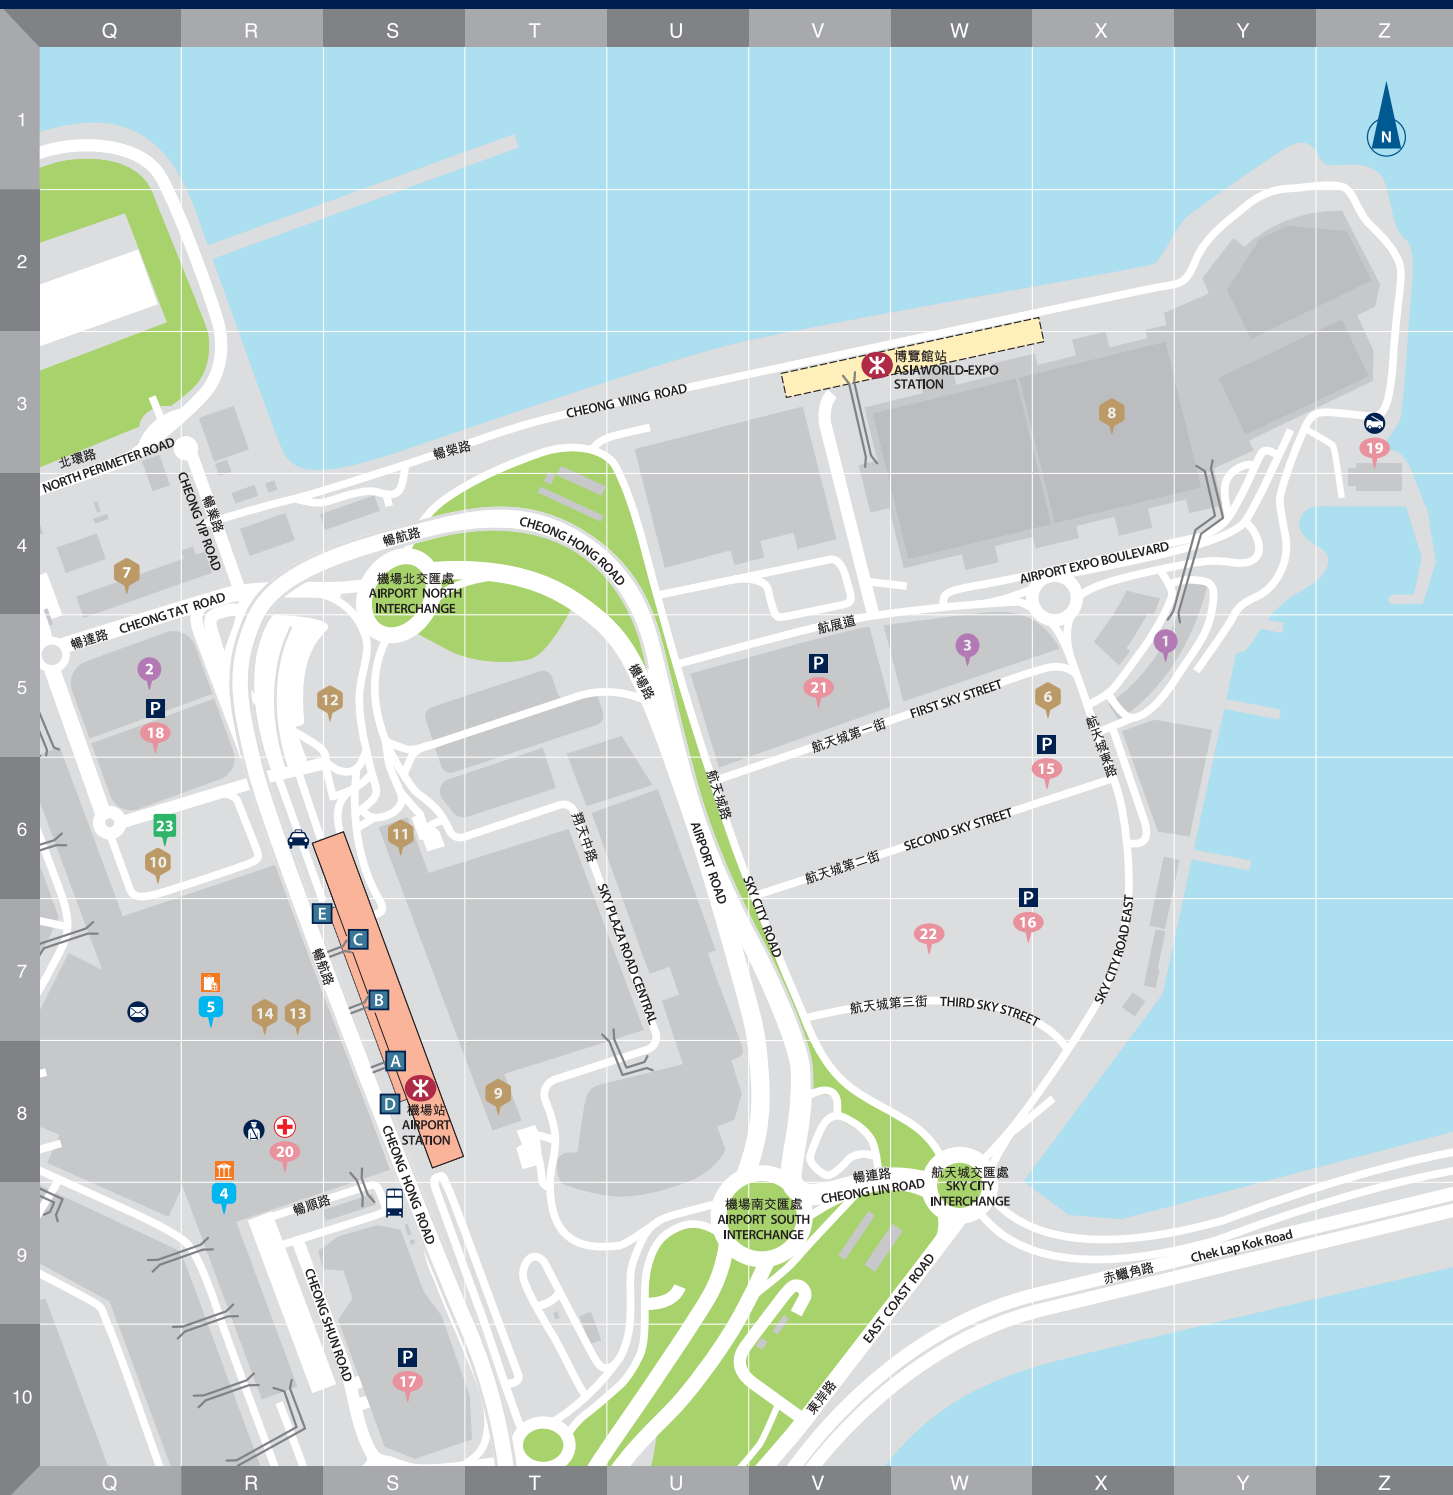 Q R S T U V W X Y Z
1
N
2
博覽館站
ASIAWORLD-EXPO
STATION
3
CHEONG WING ROAD
8
19
暢榮路
北環路
NORTH PERIMETER ROAD
暢業路
CHEONG YIP ROAD
4
暢航路
CHEONG HONG ROAD
AIRPORT EXPO BOULEVARD
7
機場北交匯處
AIRPORT NORTH
INTERCHANGE
暢達路
CHEONG TAT ROAD
航展道
3
1
2
5
P
21
機場路
12
6
P
18
FIRST SKY STREET
航天城第一街
航天城東路
P
15
航天城路
6
23
11
10
翔天中路
AIRPORT ROAD
SECOND SKY STREET
航天城第二街
SKY CITY ROAD
SKY PLAZA ROAD CENTRAL
P
16
22
SKY CITY ROAD EAST
E
C
暢航路
7
B
5
14
13
航天城第三街
THIRD SKY STREET
A
8
9
D
機場站
AIRPORT
STATION
20
4
CHEONG HONG ROAD
暢順路
暢連路
CHEONG LIN ROAD
航天城交匯處
SKY CITY
INTERCHANGE
機場南交匯處
AIRPORT SOUTH
INTERCHANGE
9
Chek Lap Kok Road
赤鱲角路
EAST COAST ROAD
CHEONG SHUN ROAD
P
17
10
東岸路
Q R S T U V W X Y Z